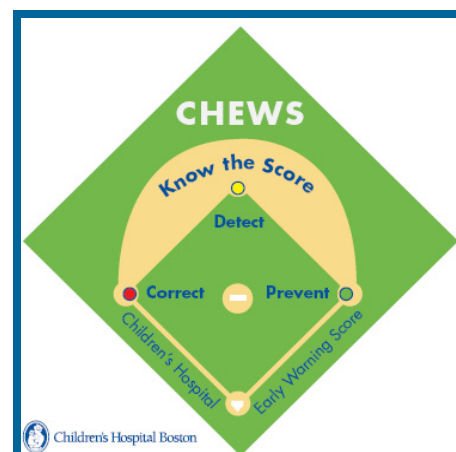 CHEWS
Know the Score
Detect
Correct
Prevent
Children's Hospital
Early Warning Score
Children's Hospital Boston